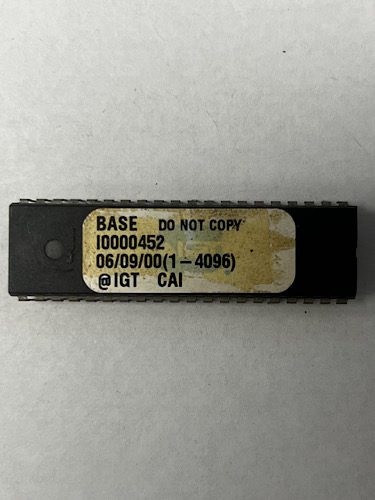 BASE DO NOT COPY
I0000452
06/09/00(1-4096)
@IGT CAI